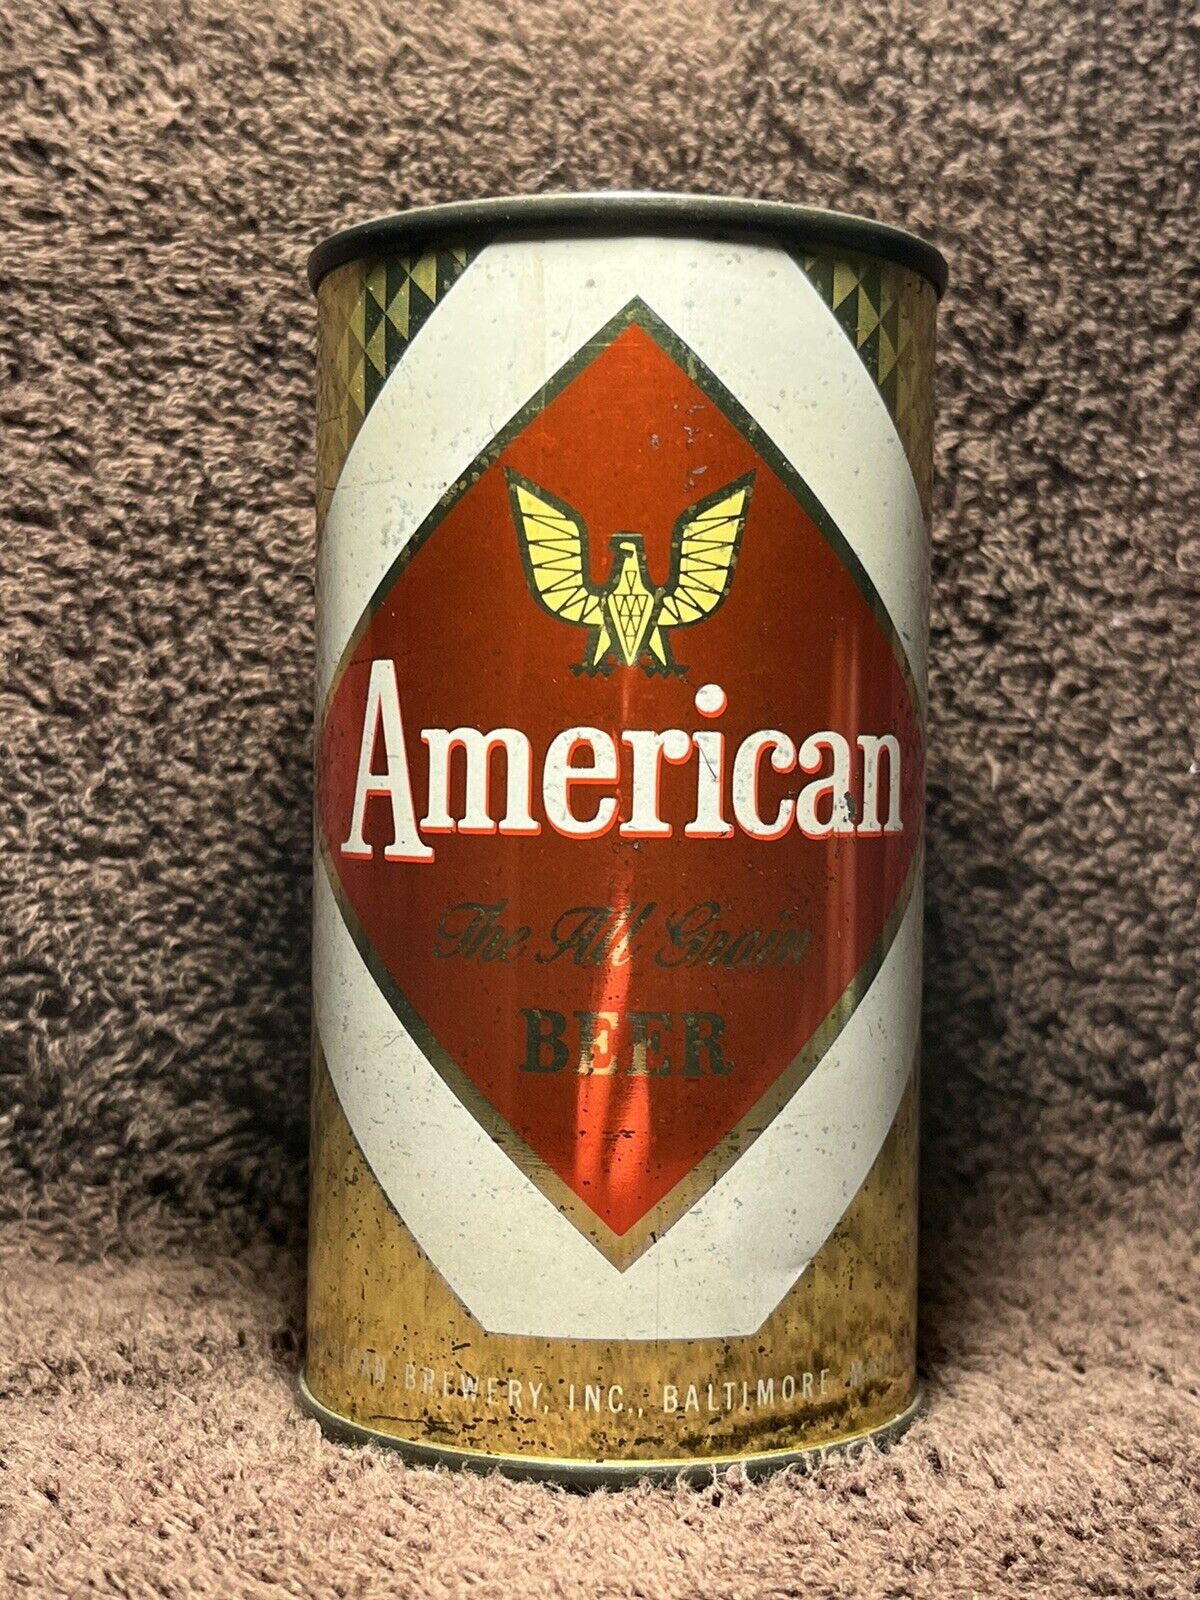 American
The All Grain
BEER
BREWERY, INC., BALTIMORE